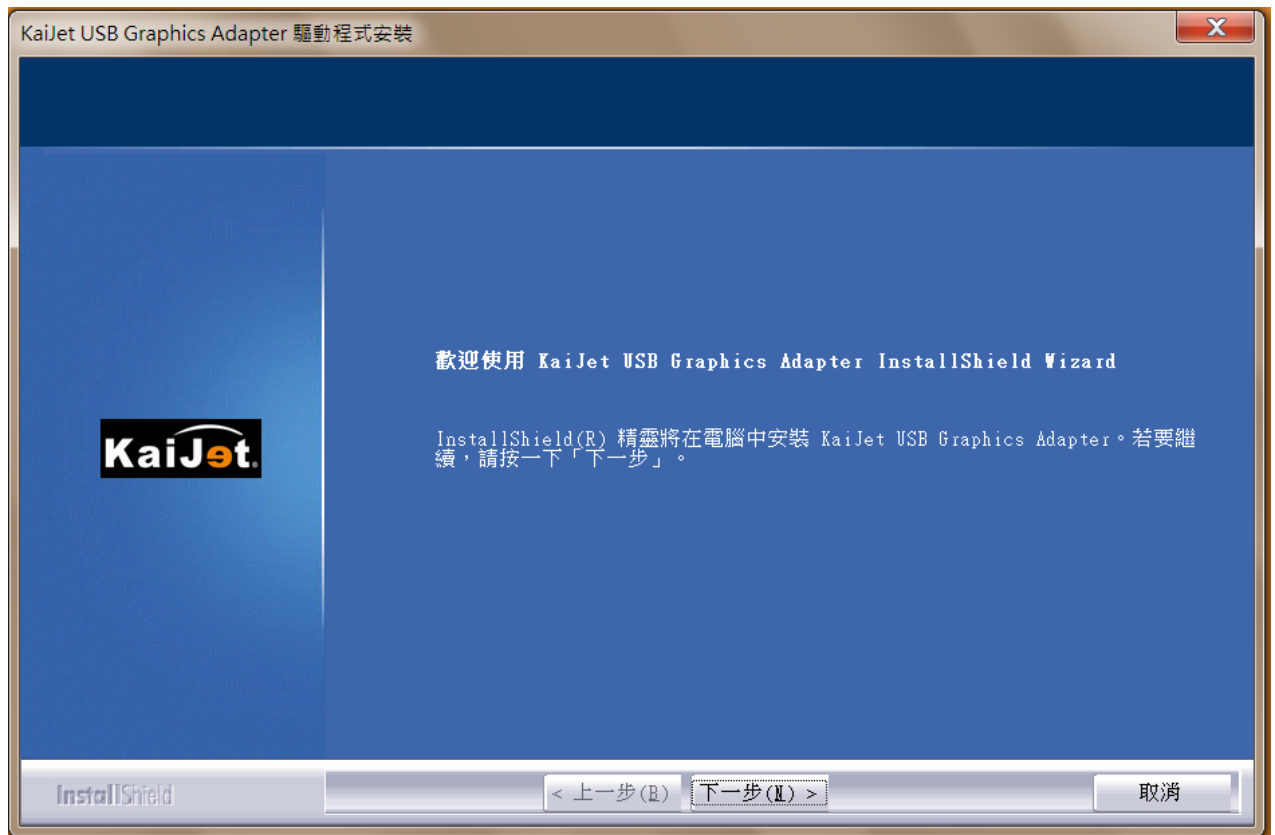 KaiJet USB Graphics Adapter 驅動程式安裝
X
歡迎使用 KaiJet USB Graphics Adapter InstallShield Wizard
KaiJet.
InstallShield(R) 精靈將在電腦中安裝 KaiJet USB Graphics Adapter。若要繼
續，請按一下「下一步」。
InstallShield
< 上一步(B)
下一步(N) >
取消